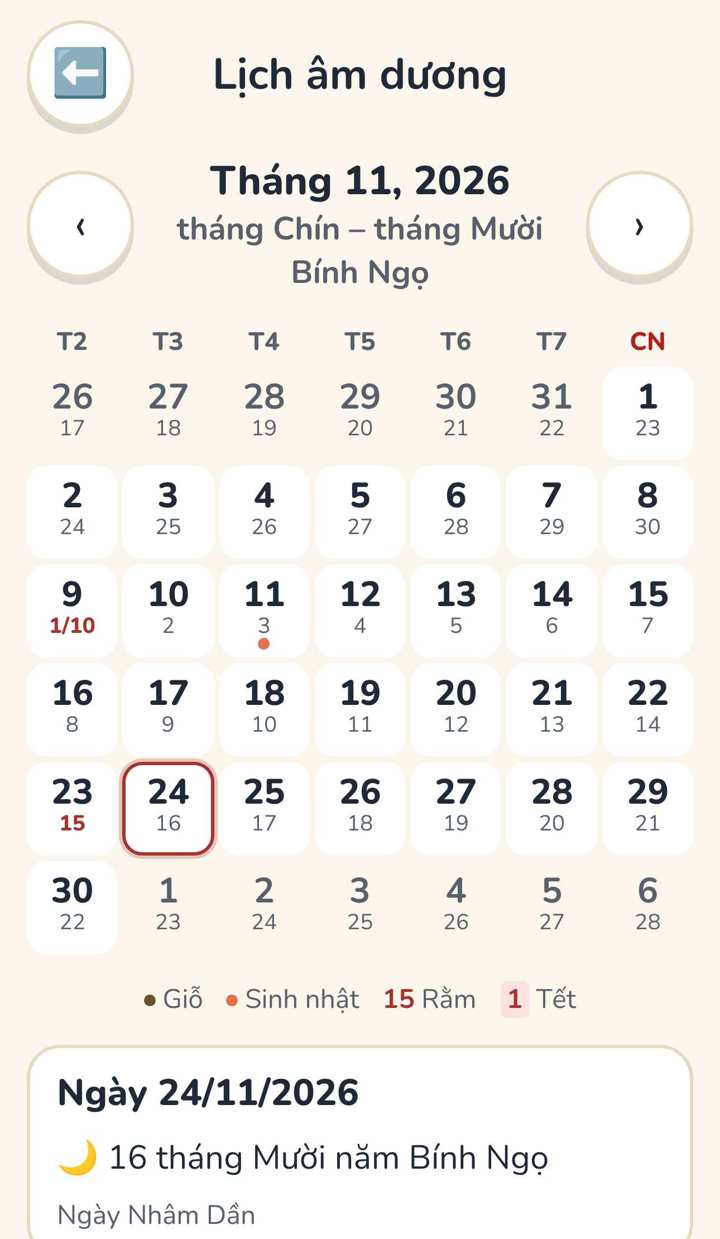 Lịch âm dương
‹ Tháng 11, 2026 ›
tháng Chín – tháng Mười
Bính Ngọ
T2 T3 T4 T5 T6 T7 CN
26 27 28 29 30 31 1
17 18 19 20 21 22 23
2 3 4 5 6 7 8
24 25 26 27 28 29 30
9 10 11 12 13 14 15
1/10 2 3 4 5 6 7
16 17 18 19 20 21 22
8 9 10 11 12 13 14
23 24 25 26 27 28 29
15 16 17 18 19 20 21
30 1 2 3 4 5 6
22 23 24 25 26 27 28
Giỗ Sinh nhật 15 Rằm 1 Tết
Ngày 24/11/2026
🌙 16 tháng Mười năm Bính Ngọ
Ngày Nhâm Dần